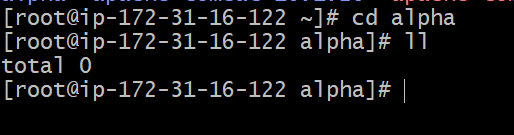 [root@ip-172-31-16-122 ~]# cd alpha
[root@ip-172-31-16-122 alpha]# ll
total 0
[root@ip-172-31-16-122 alpha]#